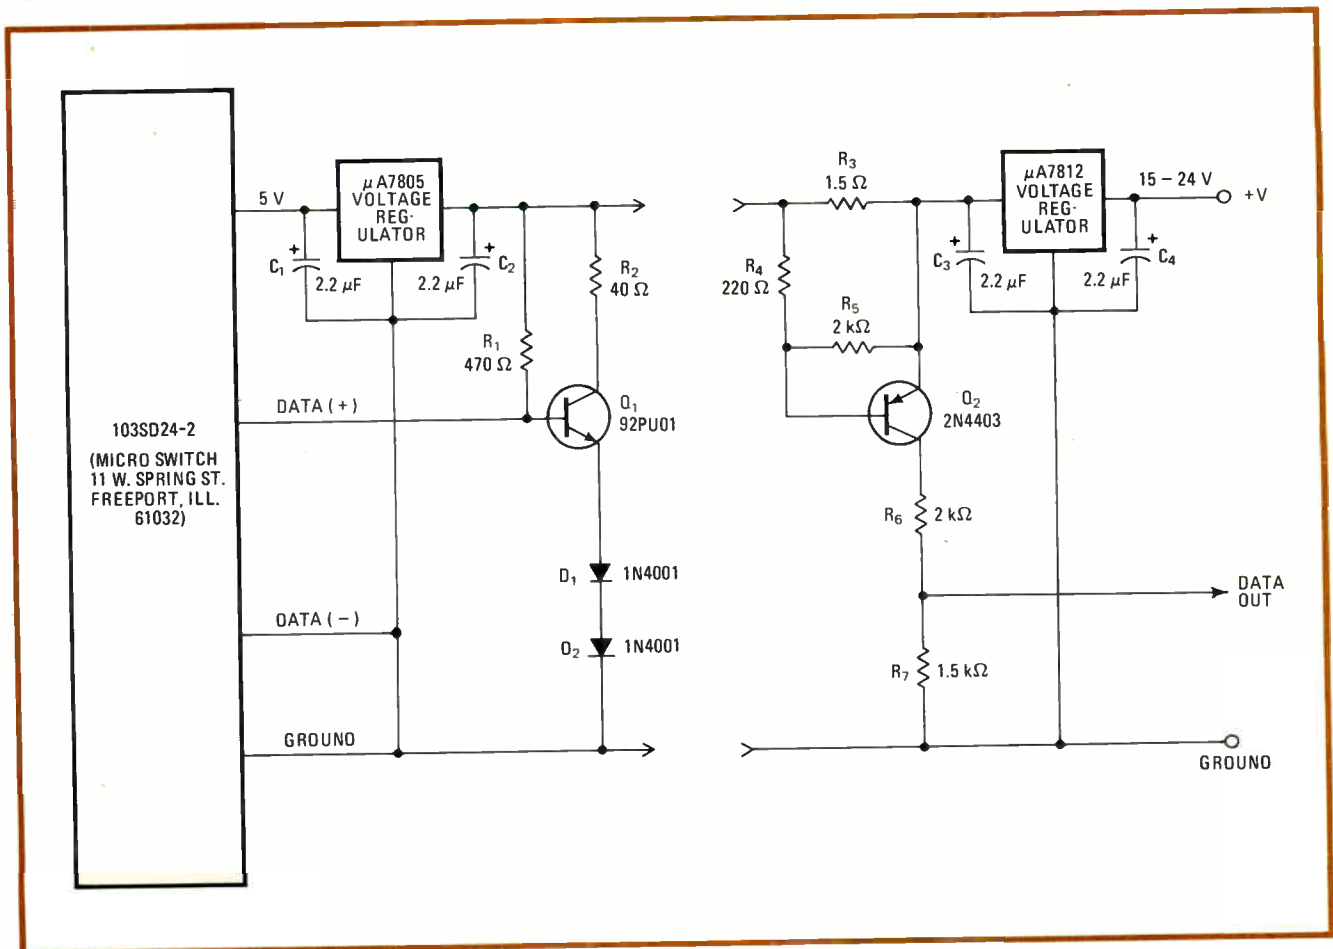 103SD24-2
(MICRO SWITCH
11 W. SPRING ST.
FREEPORT, ILL.
61032)
5 V
DATA (+)
DATA (−)
GROUND
C1
+
2.2 μF
μA7805
VOLTAGE
REG-
ULATOR
+
C2
2.2 μF
R1
470 Ω
R2
40 Ω
Q1
92PU01
D1
1N4001
D2
1N4001
R3
1.5 Ω
R4
220 Ω
R5
2 kΩ
Q2
2N4403
R6
2 kΩ
R7
1.5 kΩ
+
C3
2.2 μF
μA7812
VOLTAGE
REG-
ULATOR
+
C4
2.2 μF
15 – 24 V
+V
DATA
OUT
GROUND